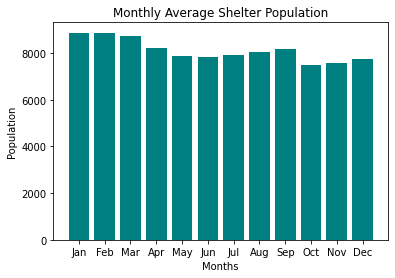 Monthly Average Shelter Population
Population
8000
6000
4000
2000
0
Jan Feb Mar Apr May Jun Jul Aug Sep Oct Nov Dec
Months